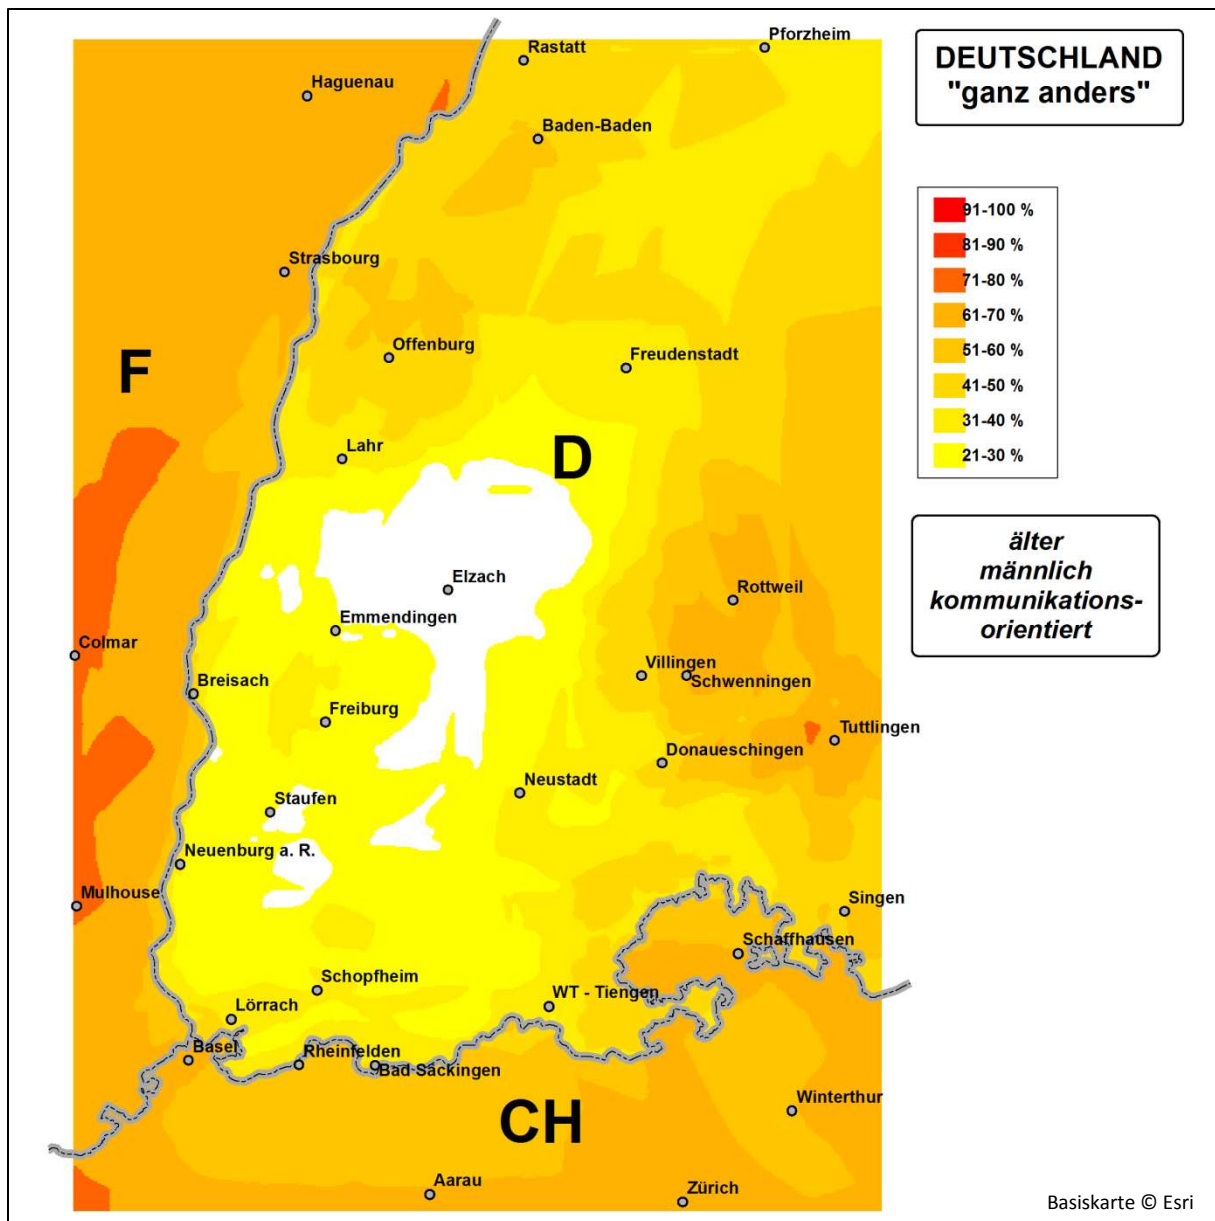 DEUTSCHLAND
"ganz anders"
91-100 %
81-90 %
71-80 %
61-70 %
51-60 %
41-50 %
31-40 %
21-30 %
älter
männlich
kommunikations-
orientiert
Pforzheim
Rastatt
Haguenau
Baden-Baden
Strasbourg
Offenburg
Freudenstadt
F
Lahr
D
Elzach
Rottweil
Emmendingen
Colmar
Villingen
Schwenningen
Breisach
Freiburg
Tuttlingen
Donaueschingen
Neustadt
Staufen
Neuenburg a. R.
Mulhouse
Singen
Schaffhausen
Schopfheim
WT - Tiengen
Lörrach
Basel
Rheinfelden
Bad Säckingen
Winterthur
CH
Aarau
Zürich
Basiskarte © Esri